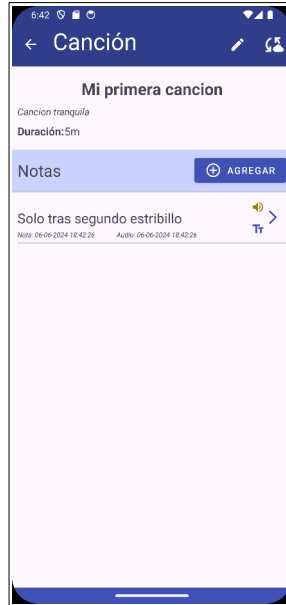 6:42
Canción
Mi primera cancion
Cancion tranquila
Duración:5m
Notas
AGREGAR
Solo tras segundo estribillo
Nota: 06-06-2024 18:42:26 Audio: 06-06-2024 18:42:26
Tт